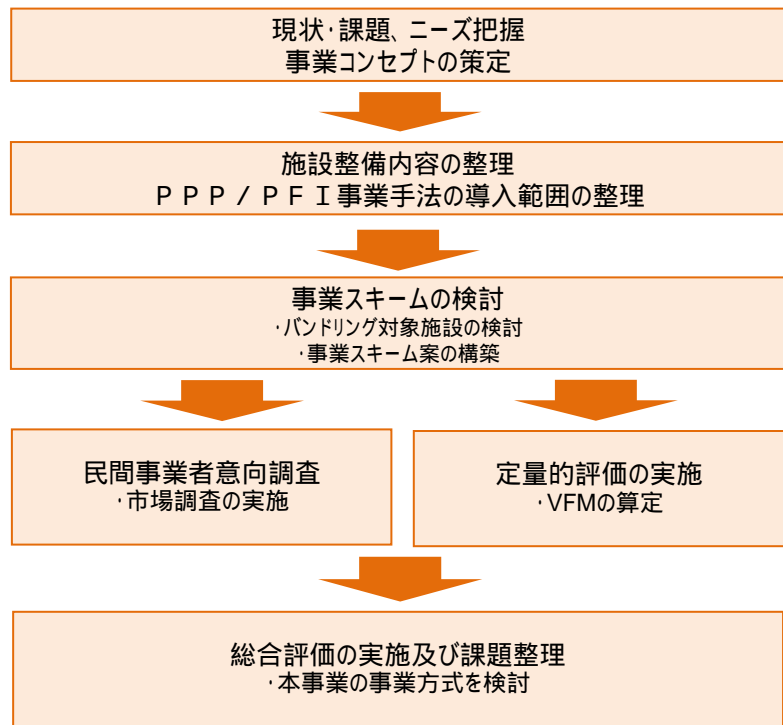 現状･課題、ニーズ把握
事業コンセプトの策定
施設整備内容の整理
ＰＰＰ/ＰＦＩ事業手法の導入範囲の整理
事業スキームの検討
･バンドリング対象施設の検討
･事業スキーム案の構築
民間事業者意向調査
･市場調査の実施
定量的評価の実施
･VFMの算定
総合評価の実施及び課題整理
･本事業の事業方式を検討